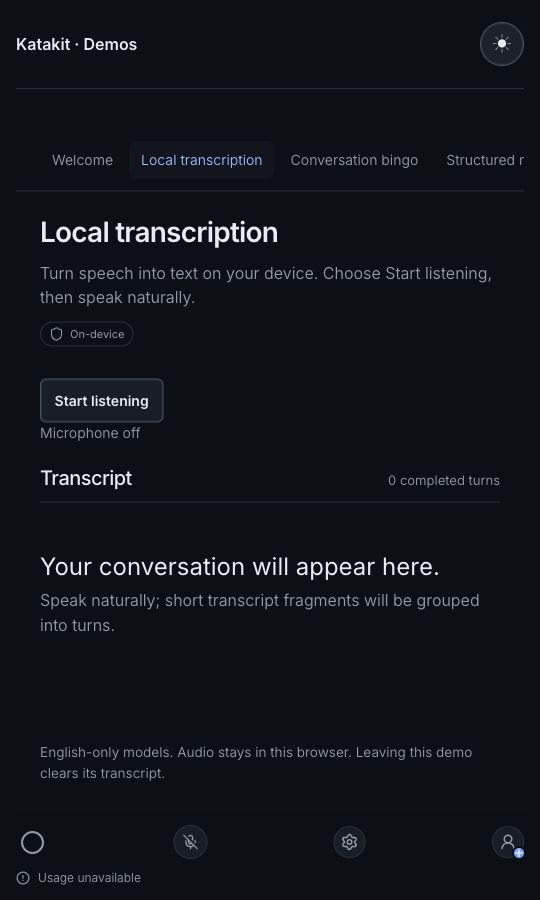 Katakit · Demos
Welcome
Local transcription
Conversation bingo
Structured r
Local transcription
Turn speech into text on your device. Choose Start listening,
then speak naturally.
On-device
Start listening
Microphone off
Transcript
0 completed turns
Your conversation will appear here.
Speak naturally; short transcript fragments will be grouped
into turns.
English-only models. Audio stays in this browser. Leaving this demo
clears its transcript.
Usage unavailable